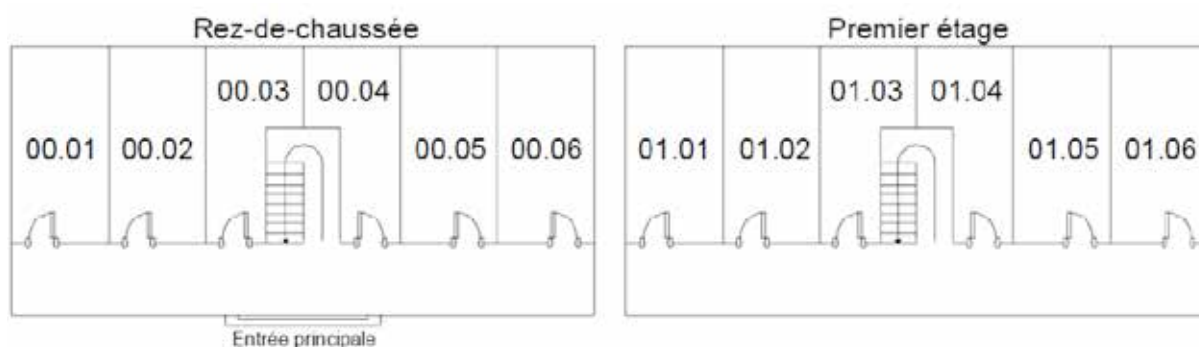 Rez-de-chaussée
Premier étage
00.03 00.04
01.03 01.04
00.01 00.02 00.05 00.06
01.01 01.02 01.05 01.06
Entrée principale